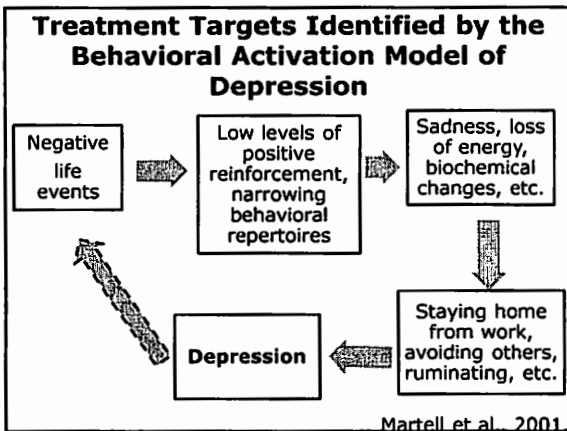 Treatment Targets Identified by the
Behavioral Activation Model of
Depression
Negative
life
events
Low levels of
positive
reinforcement,
narrowing
behavioral
repertoires
Sadness, loss
of energy,
biochemical
changes, etc.
Staying home
from work,
avoiding others,
ruminating, etc.
Depression
Martell et al., 2001